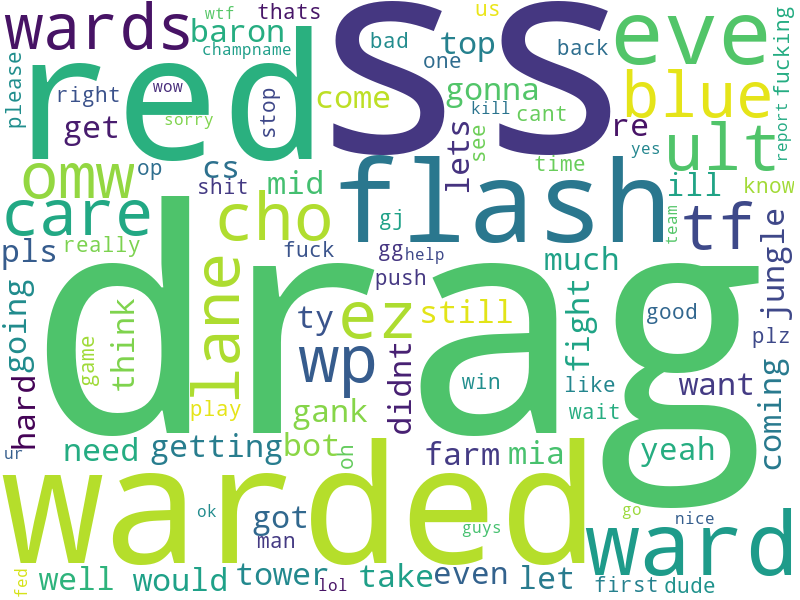 wards
wtf
thats
baron
champname
us
bad
one
top
back
eve
fucking
please
red
ss
right
wow
get
sorry
stop
come
gonna
kill
cant
blue
re
lets
see
time
yes
ult
report
omw
op
cs
shit
mid
flash
ill
know
care
cho
gj
team
tf
jungle
pls
really
fuck
gg
help
much
going
lane
push
drag
think
game
ty
ez
still
fight
good
plz
wp
didnt
win
like
want
coming
hard
play
gank
wait
ur
need
getting
bot
oh
farm
mia
yeah
warded
ok
got
man
guys
go
nice
ward
fed
well
would
tower
lol
take
even
let
first
dude